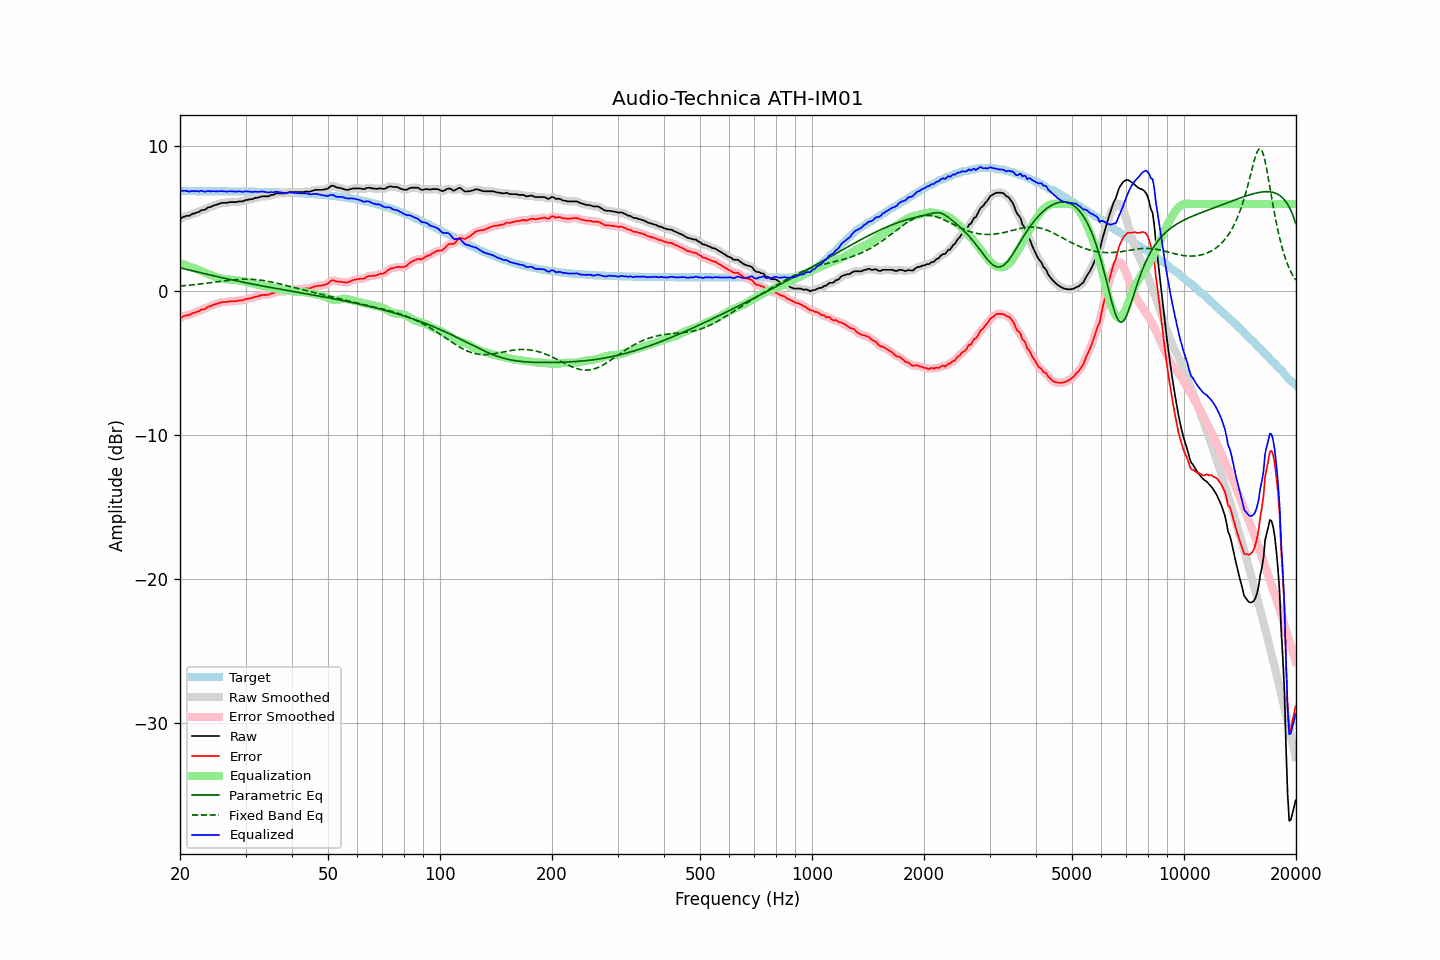 Audio-Technica ATH-IM01
10
0
−10
−20
−30
Amplitude (dBr)
Target
Raw Smoothed
Error Smoothed
Raw
Error
Equalization
Parametric Eq
Fixed Band Eq
Equalized
20 50 100 200 500 1000 2000 5000 10000 20000
Frequency (Hz)